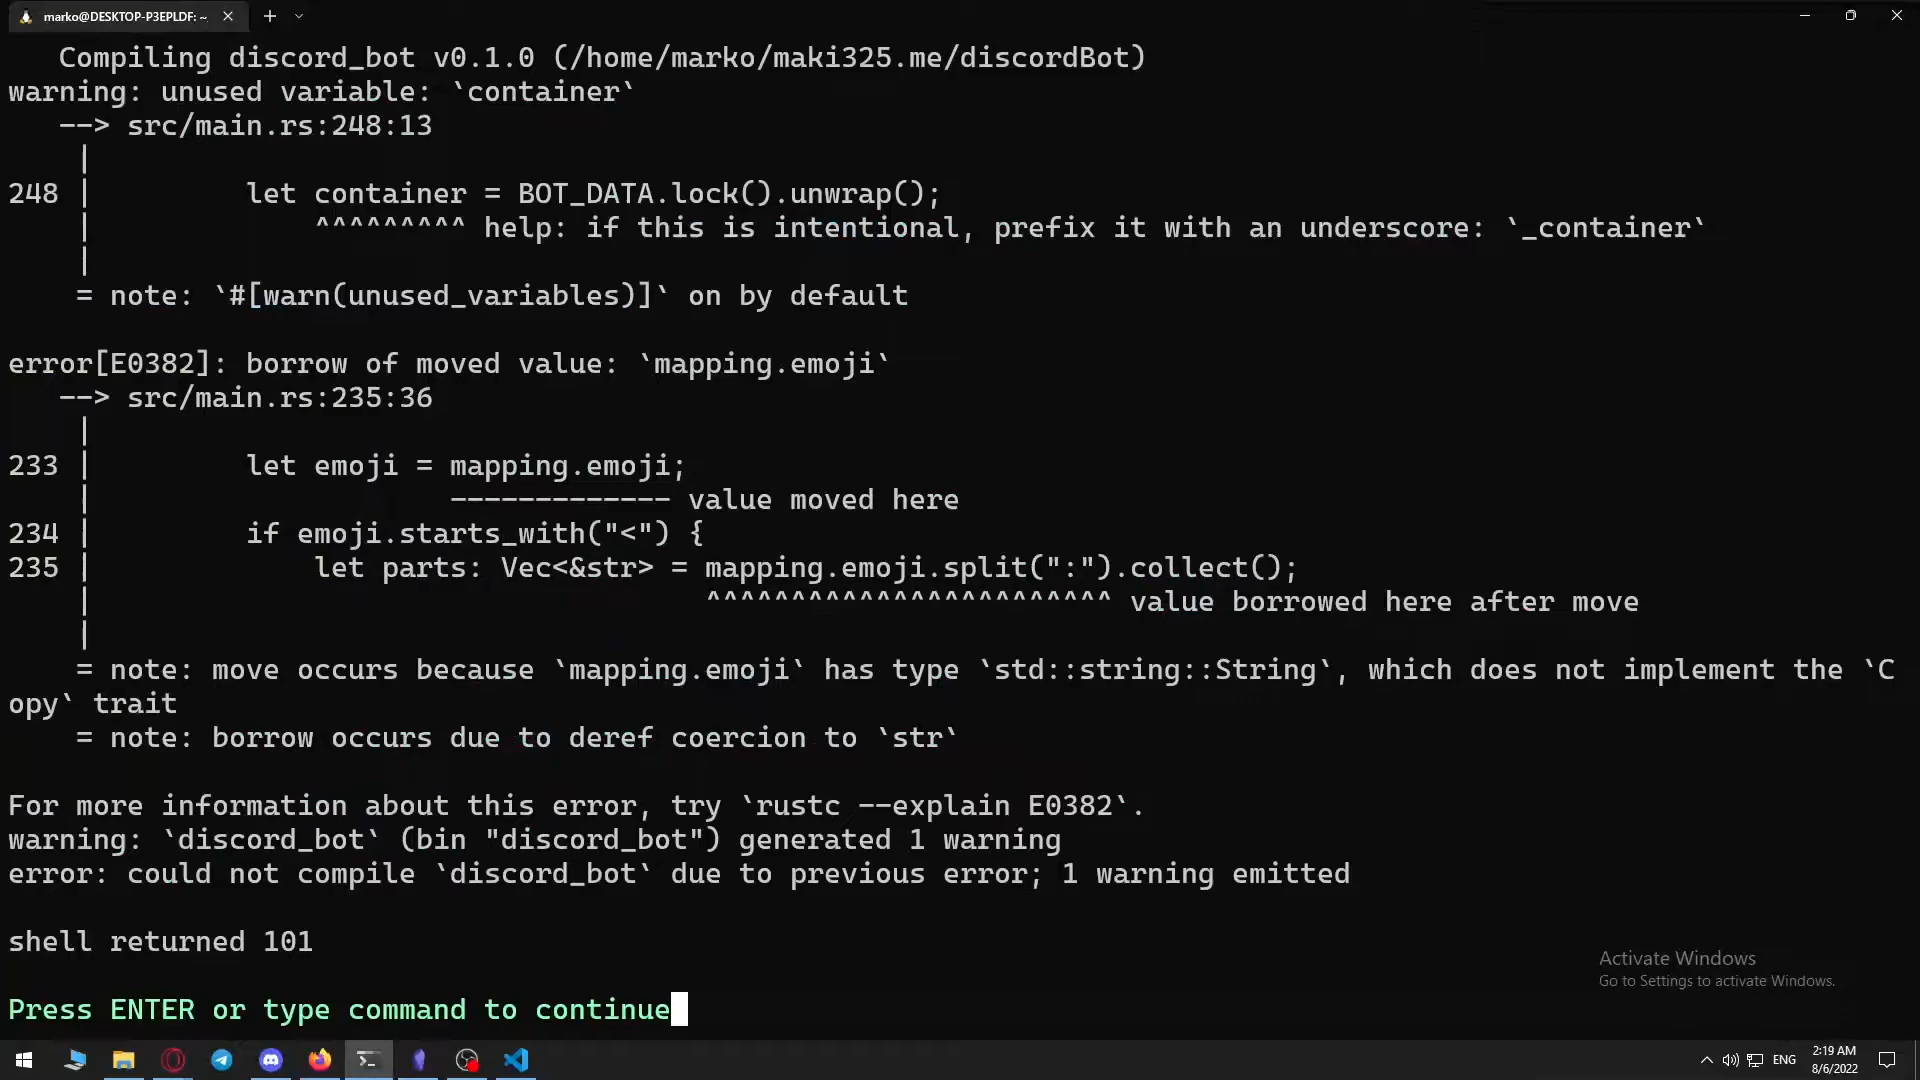 marko@DESKTOP-P3EPLDF: ~
Compiling discord_bot v0.1.0 (/home/marko/maki325.me/discordBot)
warning: unused variable: `container`
--> src/main.rs:248:13
|
248 | let container = BOT_DATA.lock().unwrap();
| ^^^^^^^^^ help: if this is intentional, prefix it with an underscore: `_container`
|
= note: `#[warn(unused_variables)]` on by default
error[E0382]: borrow of moved value: `mapping.emoji`
--> src/main.rs:235:36
|
233 | let emoji = mapping.emoji;
| ------------- value moved here
234 | if emoji.starts_with("<") {
235 | let parts: Vec<&str> = mapping.emoji.split(":").collect();
| ^^^^^^^^^^^^^^^^^^^^^^^^ value borrowed here after move
|
= note: move occurs because `mapping.emoji` has type `std::string::String`, which does not implement the `C
opy` trait
= note: borrow occurs due to deref coercion to `str`
For more information about this error, try `rustc --explain E0382`.
warning: `discord_bot` (bin "discord_bot") generated 1 warning
error: could not compile `discord_bot` due to previous error; 1 warning emitted
shell returned 101
Press ENTER or type command to continue
Activate Windows
Go to Settings to activate Windows.
ENG
2:19 AM
8/6/2022